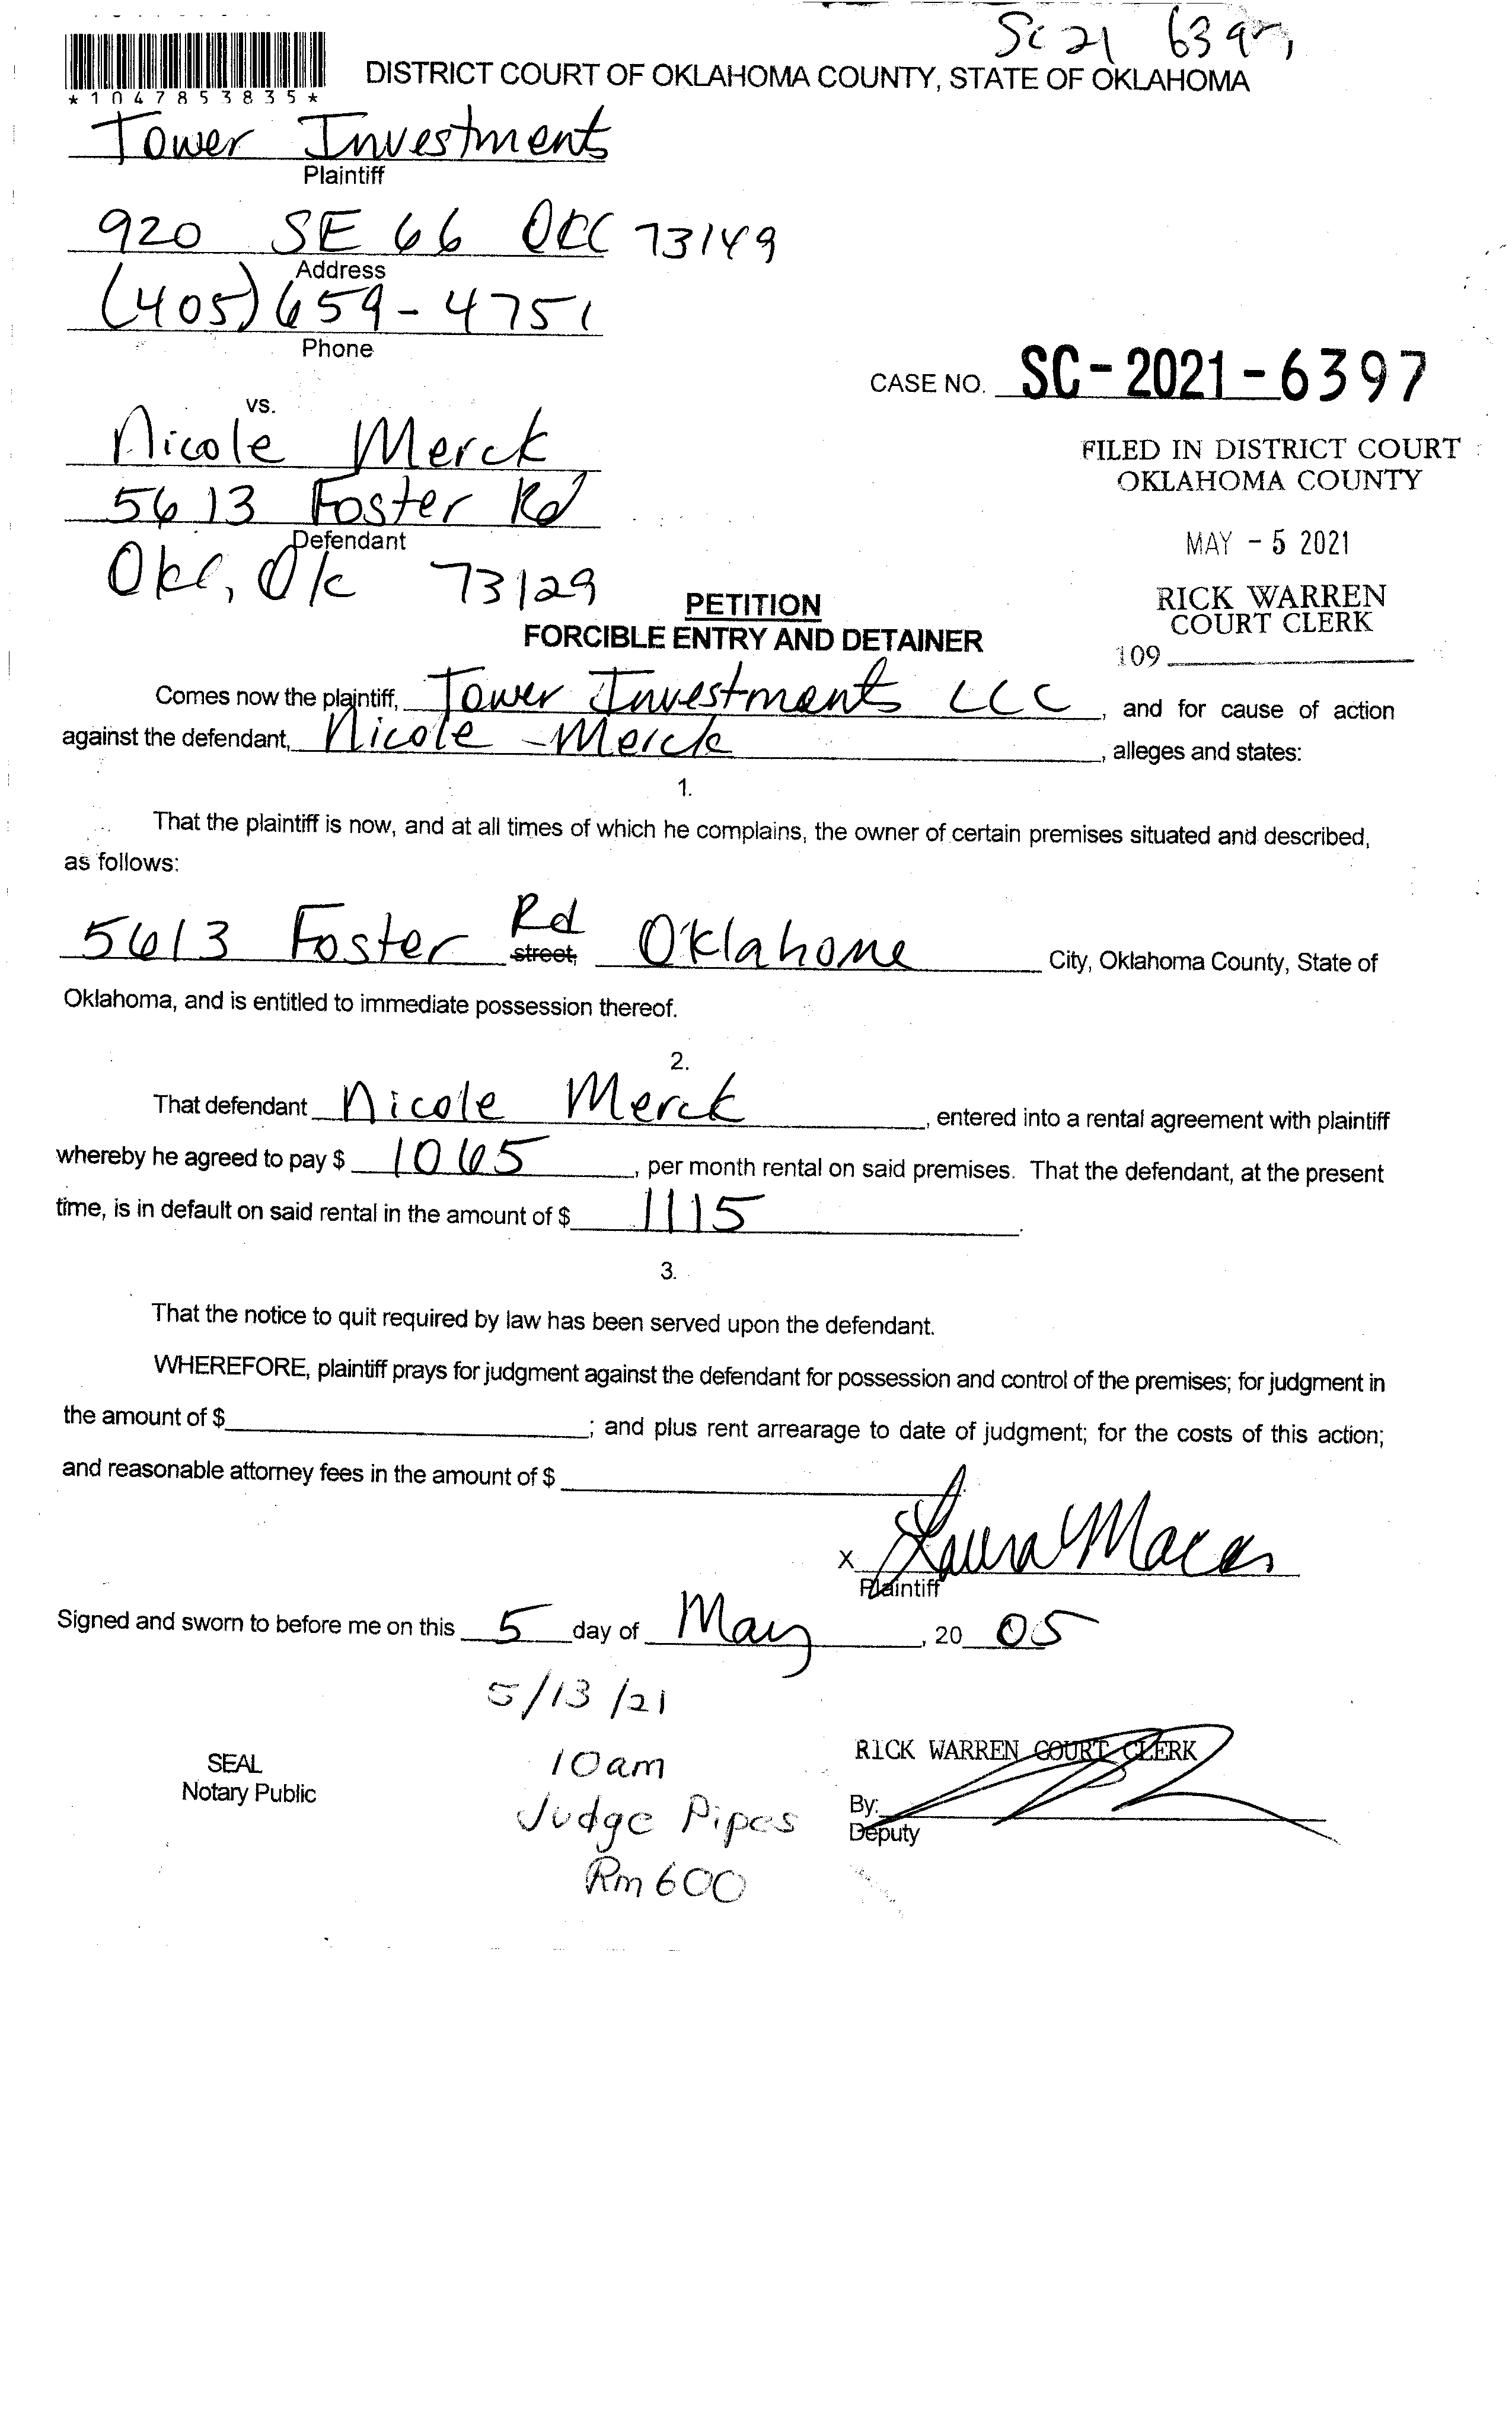 SC 21 6397
*1047853835*
DISTRICT COURT OF OKLAHOMA COUNTY, STATE OF OKLAHOMA
Tower Investments
Plaintiff
920 SE 66 OKC 73149
Address
(405) 659-4751
Phone
CASE NO. SC-2021-6397
vs.
Nicole Merck
FILED IN DISTRICT COURT
OKLAHOMA COUNTY
5613 Foster Rd
Defendant
MAY - 5 2021
Okc, Ok 73129
RICK WARREN
COURT CLERK
PETITION
FORCIBLE ENTRY AND DETAINER
109
Comes now the plaintiff, Tower Investments LLC, and for cause of action
against the defendant, Nicole Merck, alleges and states:
1.
That the plaintiff is now, and at all times of which he complains, the owner of certain premises situated and described,
as follows:
5613 Foster Rd street, Oklahome City, Oklahoma County, State of
Oklahoma, and is entitled to immediate possession thereof.
2.
That defendant Nicole Merck, entered into a rental agreement with plaintiff
whereby he agreed to pay $ 1065, per month rental on said premises. That the defendant, at the present
time, is in default on said rental in the amount of $ 1115.
3.
That the notice to quit required by law has been served upon the defendant.
WHEREFORE, plaintiff prays for judgment against the defendant for possession and control of the premises; for judgment in
the amount of $ ; and plus rent arrearage to date of judgment; for the costs of this action;
and reasonable attorney fees in the amount of $
X Laura
Plaintiff
Signed and sworn to before me on this 5 day of May, 20 05
5/13/21
SEAL
Notary Public
10am
RICK WARREN COURT CLERK
Judge Pipes
By:
Deputy
Rm 600